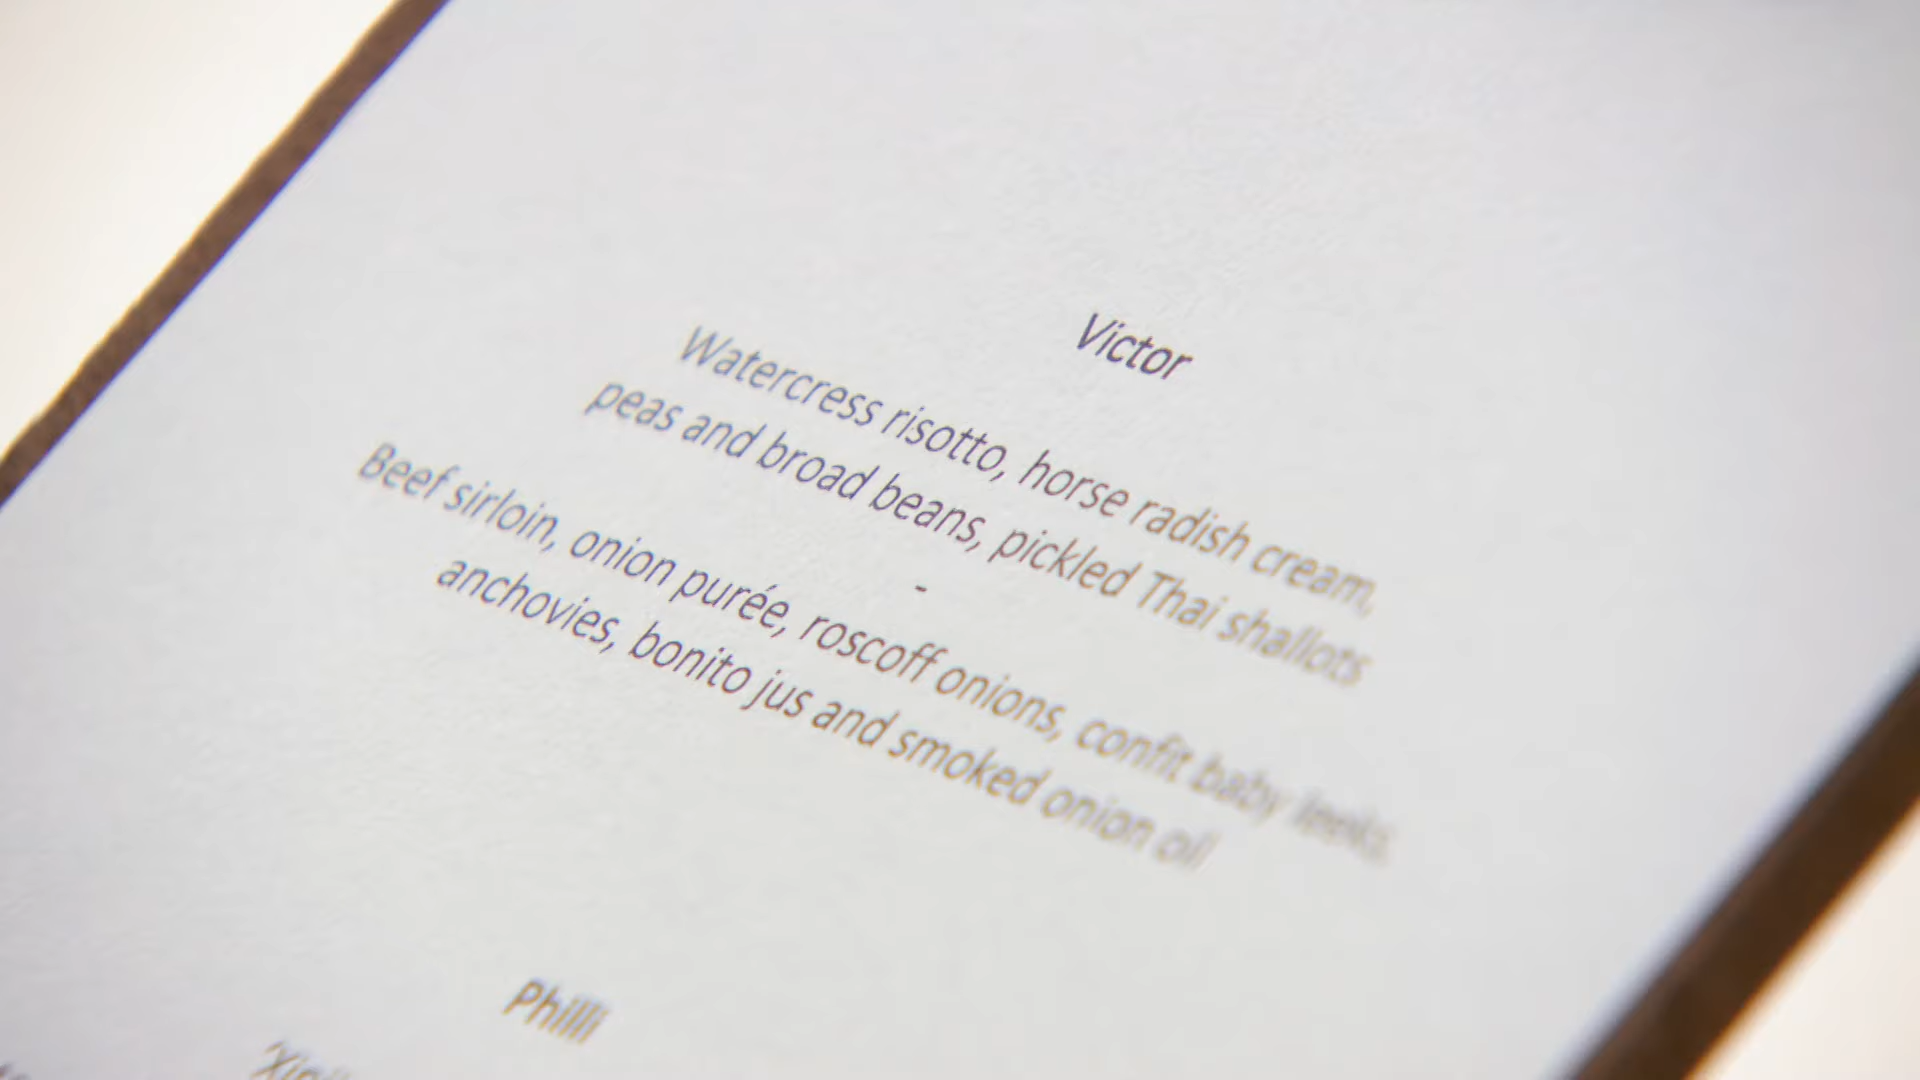 Victor
Watercress risotto, horse radish cream,
peas and broad beans, pickled Thai shallots
-
Beef sirloin, onion purée, roscoff onions, confit baby leeks,
anchovies, bonito jus and smoked onion oil
Philli